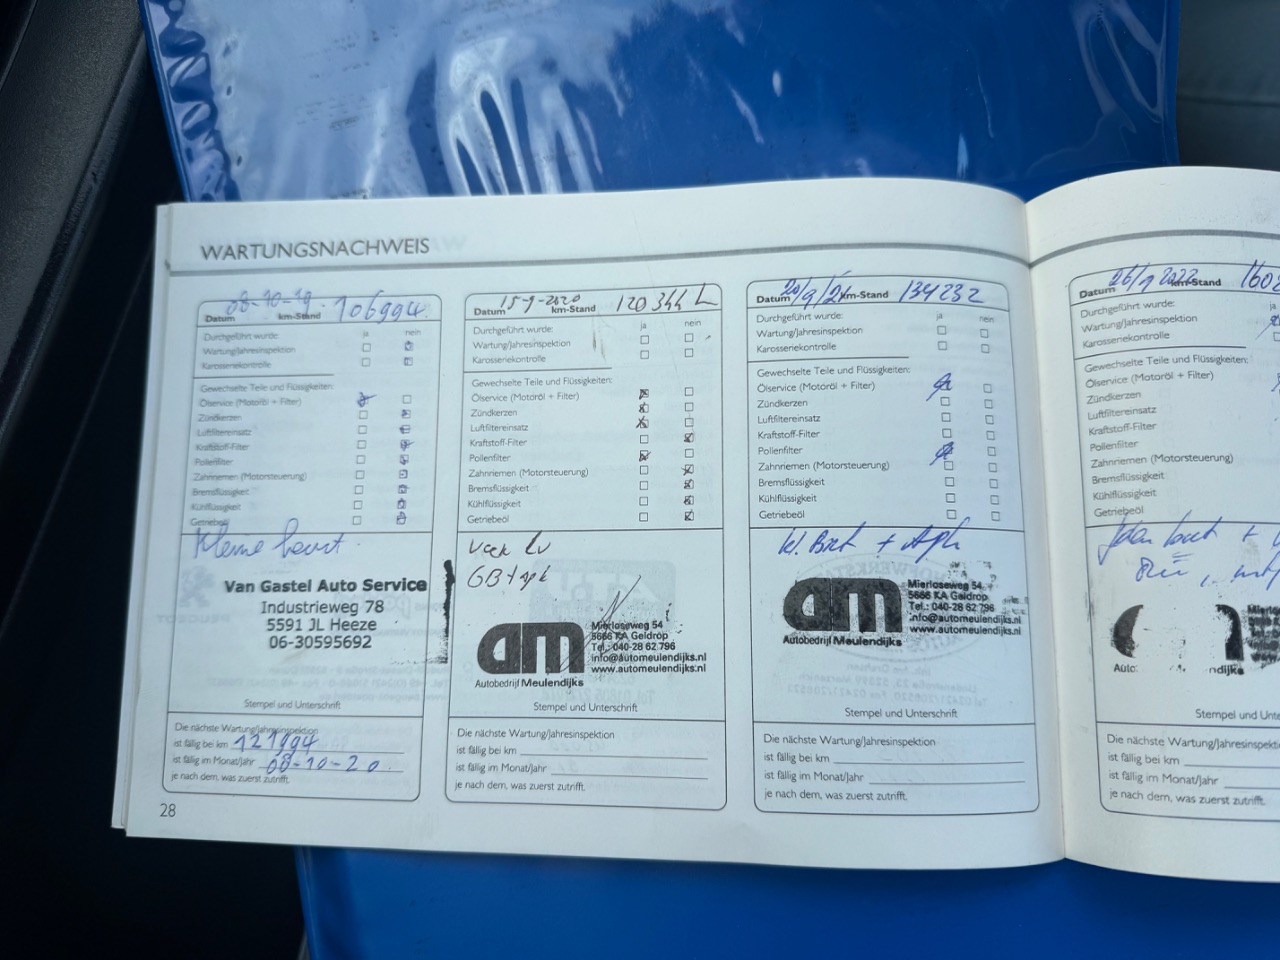 WARTUNGSNACHWEIS
08-10-19. 106994
Datum km-Stand
Durchgeführt wurde: ja nein
Wartung/Jahresinspektion
Karosseriekontrolle
Gewechselte Teile und Flüssigkeiten:
Ölservice (Motoröl + Filter)
Zündkerzen
Luftfiltereinsatz
Kraftstoff-Filter
Pollenfilter
Zahnriemen (Motorsteuerung)
Bremsflüssigkeit
Kühlflüssigkeit
Getriebeöl
Kleine beurt
Van Gastel Auto Service
Industrieweg 78
5591 JL Heeze
06-30595692
Stempel und Unterschrift
Die nächste Wartung/Jahresinspektion
ist fällig bei km 121994
ist fällig im Monat/Jahr 08-10-20.
je nach dem, was zuerst zutrifft.
28
Datum 15-1-2020 km-Stand 120344
Durchgeführt wurde: ja nein
Wartung/Jahresinspektion
Karosseriekontrolle
Gewechselte Teile und Flüssigkeiten:
Ölservice (Motoröl + Filter)
Zündkerzen
Luftfiltereinsatz
Kraftstoff-Filter
Pollenfilter
Zahnriemen (Motorsteuerung)
Bremsflüssigkeit
Kühlflüssigkeit
Getriebeöl
GB + apk
am
Autobedrijf Meulendijks
Mierloseweg 54
5666 KA Geldrop
Tel.: 040-28 62 796
info@automeulendijks.nl
www.automeulendijks.nl
Stempel und Unterschrift
Die nächste Wartung/Jahresinspektion
ist fällig bei km
ist fällig im Monat/Jahr
je nach dem, was zuerst zutrifft.
Datum 20/9/21 km-Stand 134232
Durchgeführt wurde: ja nein
Wartung/Jahresinspektion
Karosseriekontrolle
Gewechselte Teile und Flüssigkeiten:
Ölservice (Motoröl + Filter)
Zündkerzen
Luftfiltereinsatz
Kraftstoff-Filter
Pollenfilter
Zahnriemen (Motorsteuerung)
Bremsflüssigkeit
Kühlflüssigkeit
Getriebeöl
kl. Brt + Apk
am
Autobedrijf Meulendijks
Mierloseweg 54
5666 KA Geldrop
Tel.: 040-28 62 796
info@automeulendijks.nl
www.automeulendijks.nl
Stempel und Unterschrift
Die nächste Wartung/Jahresinspektion
ist fällig bei km
ist fällig im Monat/Jahr
je nach dem, was zuerst zutrifft.
26/1 2022 1602
Datum km-Stand
Durchgeführt wurde:
Wartung/Jahresinspektion
Karosseriekontrolle
Gewechselte Teile und Flüssigkeiten:
Ölservice (Motoröl + Filter)
Zündkerzen
Luftfiltereinsatz
Kraftstoff-Filter
Pollenfilter
Zahnriemen (Motorsteuerung)
Bremsflüssigkeit
Kühlflüssigkeit
Getriebeöl
Stempel und Unte
Die nächste Wartung/Jahresinspektion
ist fällig bei km
ist fällig im Monat/Jahr
je nach dem, was zuerst zutrifft.